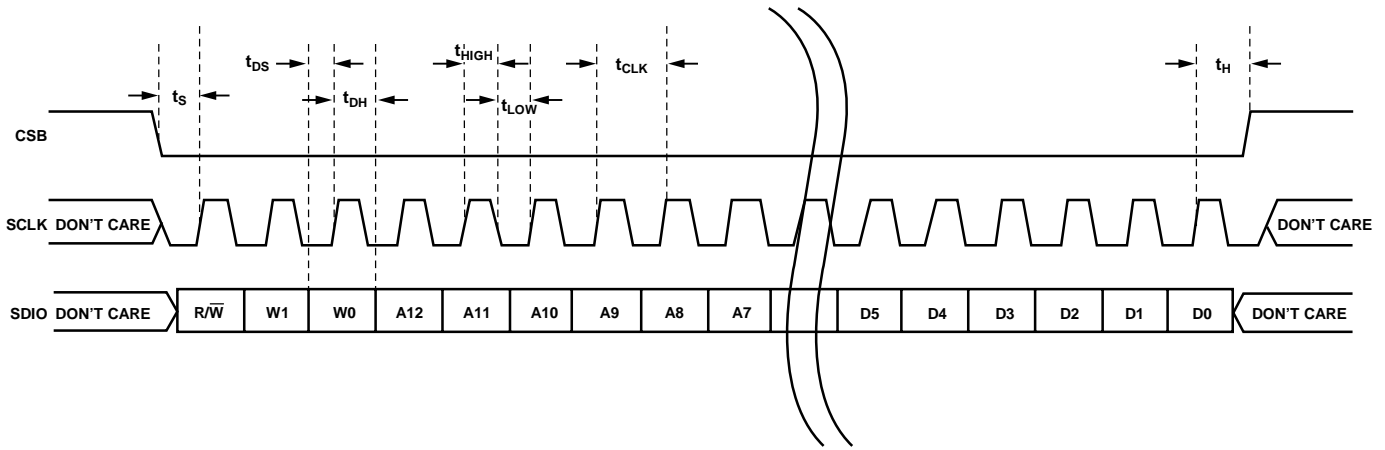 tDS
tHIGH
tCLK
tH
tS
tDH
tLOW
CSB
SCLK DON'T CARE
DON'T CARE
SDIO DON'T CARE
R/W̅ W1 W0 A12 A11 A10 A9 A8 A7 D5 D4 D3 D2 D1 D0
DON'T CARE